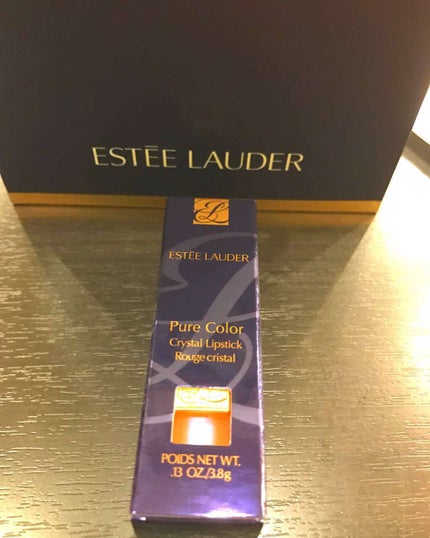 ESTĒE LAUDER
ESTĒE LAUDER
Pure Color
Crystal Lipstick
Rouge cristal
POIDS NET WT.
.13 OZ./3.8g